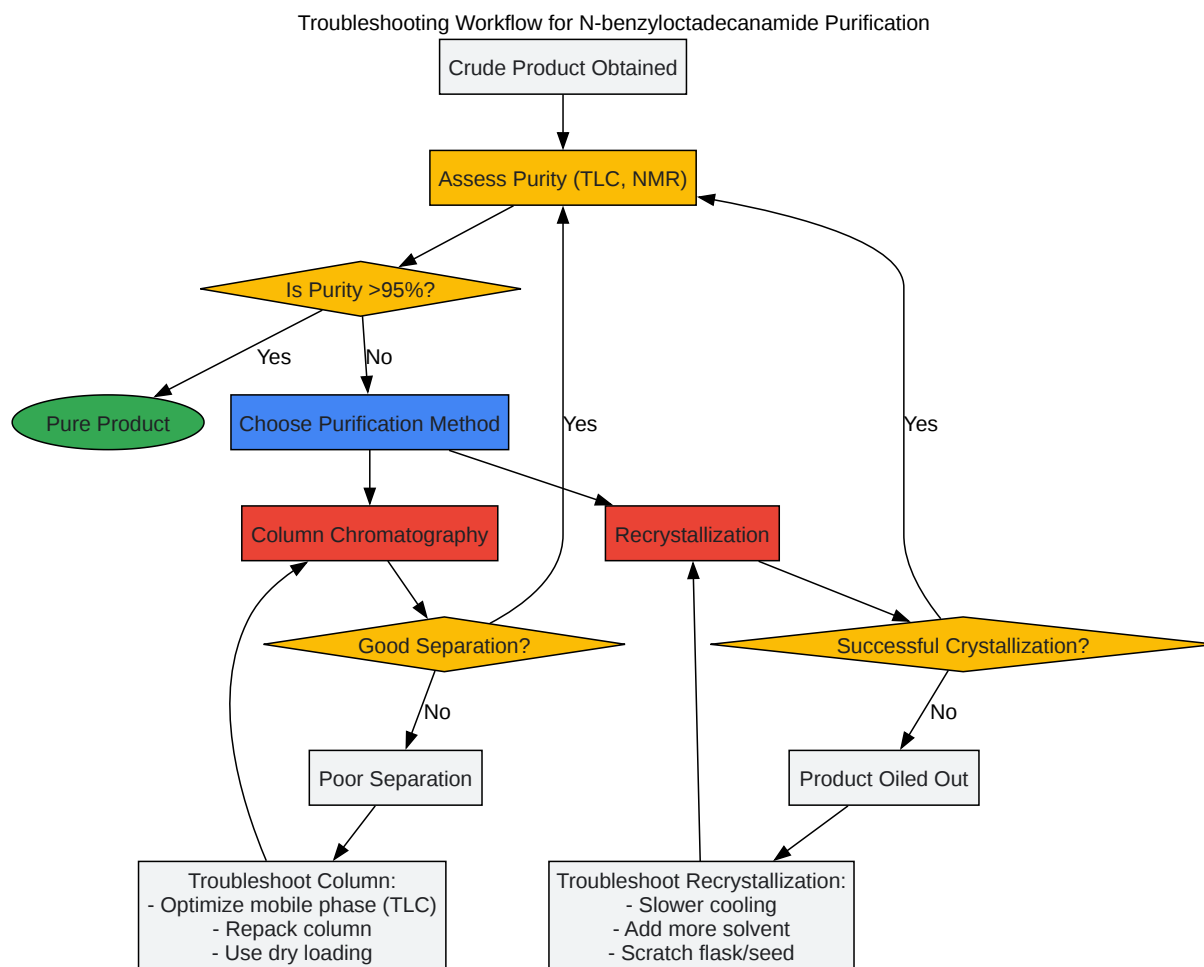 Troubleshooting Workflow for N-benzyloctadecanamide Purification
Crude Product Obtained
Assess Purity (TLC, NMR)
Is Purity >95%?
Yes
No
Pure Product
Choose Purification Method
Yes
Yes
Column Chromatography
Recrystallization
Good Separation?
Successful Crystallization?
No
No
Poor Separation
Product Oiled Out
Troubleshoot Column:
- Optimize mobile phase (TLC)
- Repack column
- Use dry loading
Troubleshoot Recrystallization:
- Slower cooling
- Add more solvent
- Scratch flask/seed